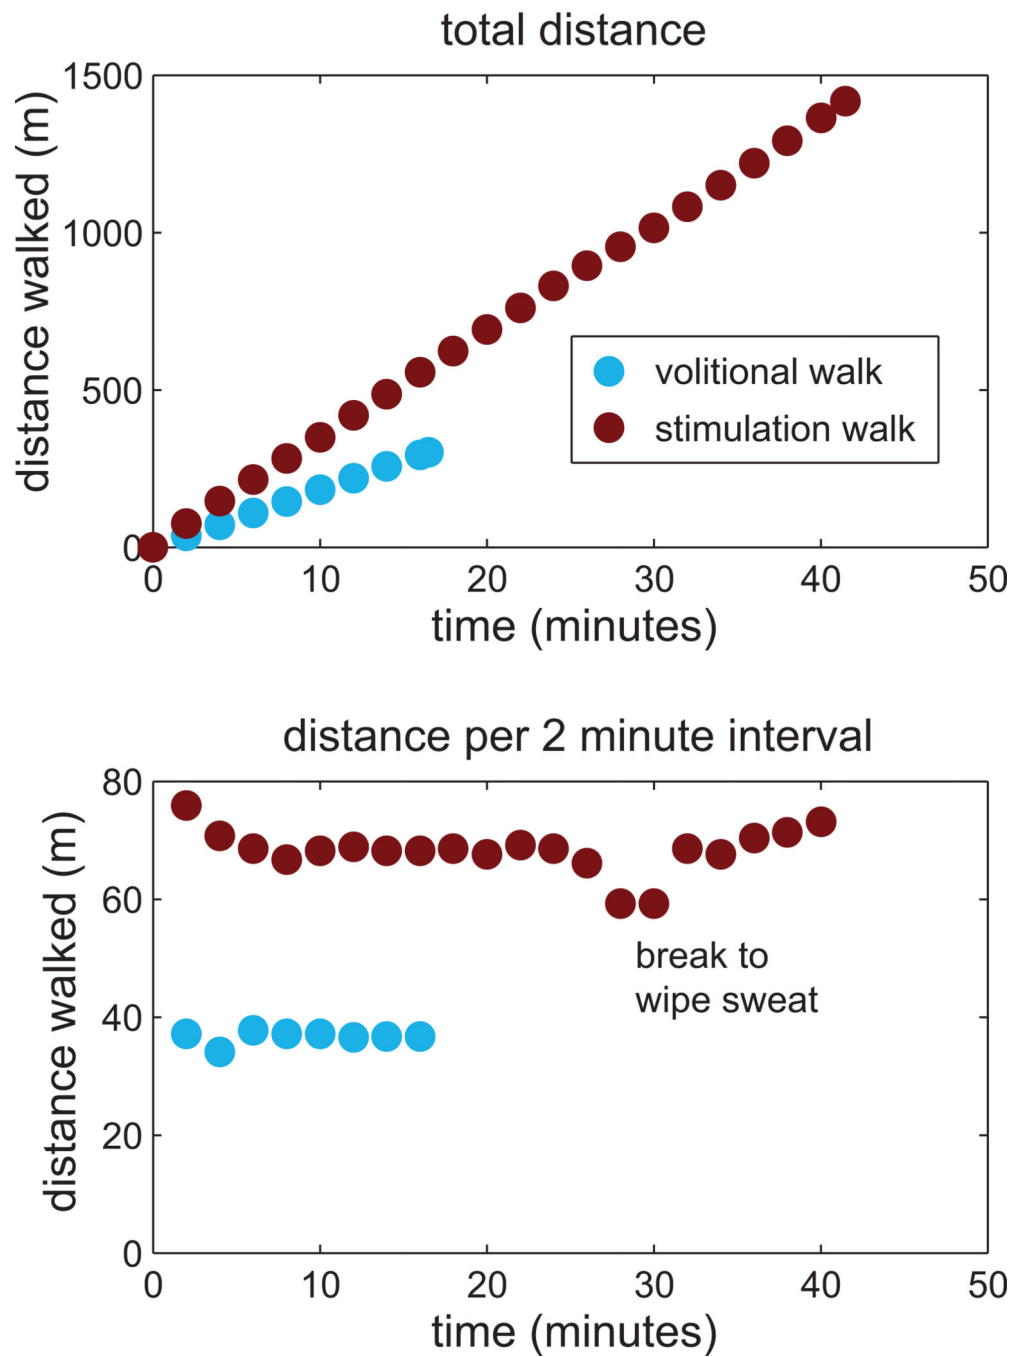 total distance
1500
1000
500
0
distance walked (m)
volitional walk
stimulation walk
0 10 20 30 40 50
time (minutes)
distance per 2 minute interval
80
60
40
20
0
distance walked (m)
break to
wipe sweat
0 10 20 30 40 50
time (minutes)